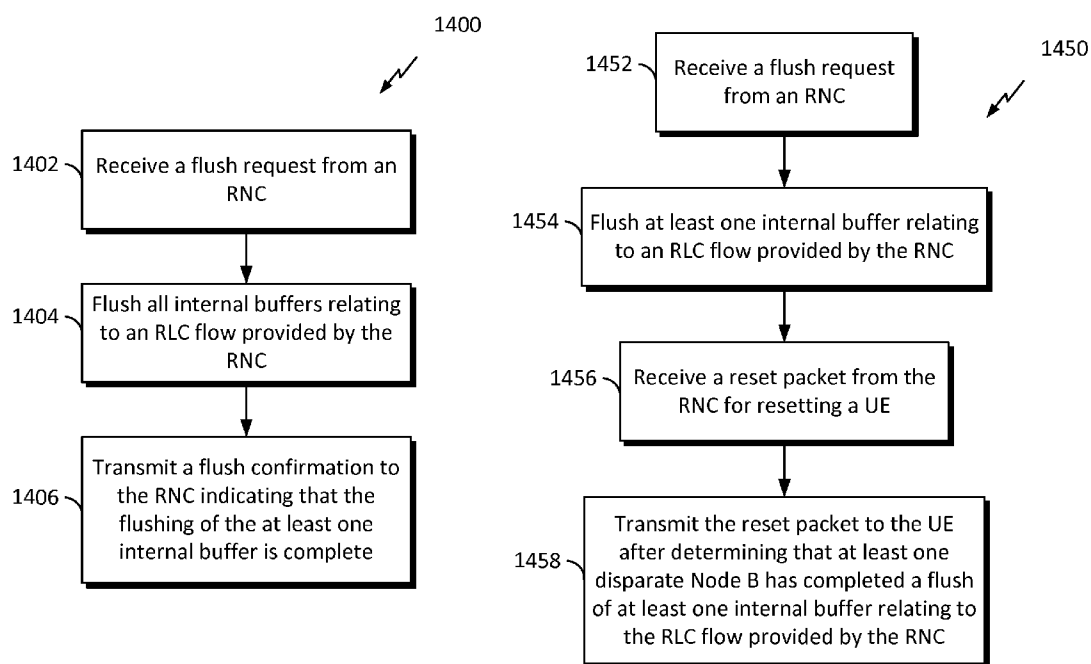 1400
1402
Receive a flush request from an
RNC
1404
Flush all internal buffers relating
to an RLC flow provided by the
RNC
1406
Transmit a flush confirmation to
the RNC indicating that the
flushing of the at least one
internal buffer is complete
1450
1452
Receive a flush request
from an RNC
1454
Flush at least one internal buffer relating
to an RLC flow provided by the RNC
1456
Receive a reset packet from the
RNC for resetting a UE
1458
Transmit the reset packet to the UE
after determining that at least one
disparate Node B has completed a flush
of at least one internal buffer relating to
the RLC flow provided by the RNC